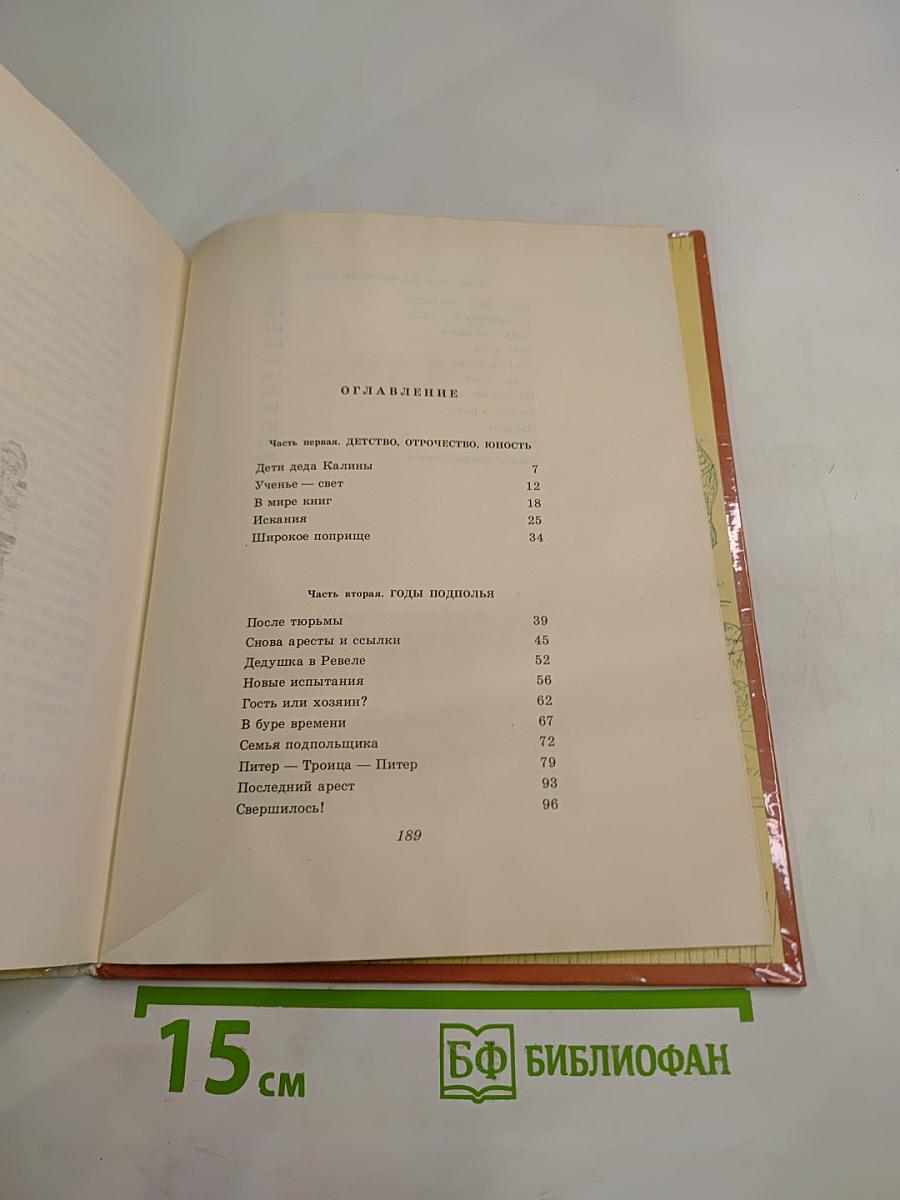 ОГЛАВЛЕНИЕ
Часть первая. ДЕТСТВО, ОТРОЧЕСТВО, ЮНОСТЬ
Дети деда Калины 7
Ученье — свет 12
В мире книг 18
Искания 25
Широкое поприще 34
Часть вторая. ГОДЫ ПОДПОЛЬЯ
После тюрьмы 39
Снова аресты и ссылки 45
Дедушка в Ревеле 52
Новые испытания 56
Гость или хозяин? 62
В буре времени 67
Семья подпольщика 72
Питер — Троица — Питер 79
Последний арест 93
Свершилось! 96
189
15 см
БФ БИБЛИОФАН